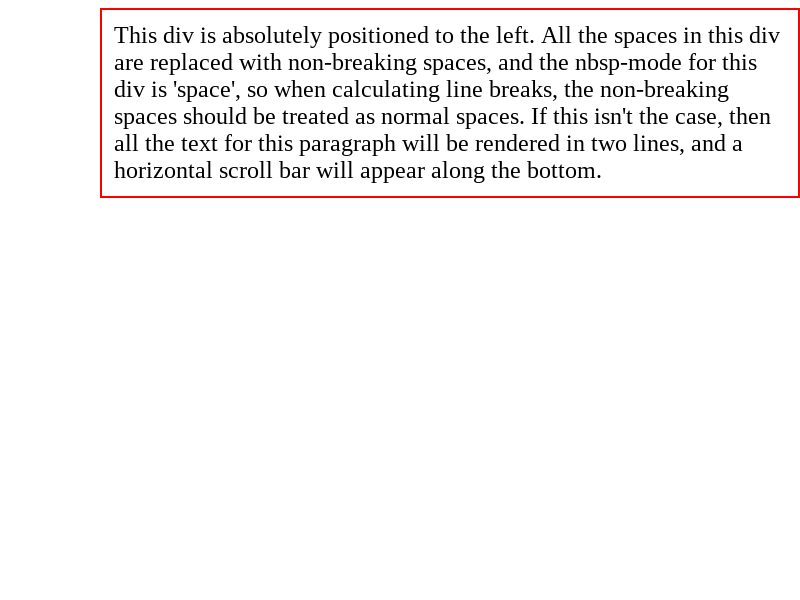 This div is absolutely positioned to the left. All the spaces in this div
are replaced with non-breaking spaces, and the nbsp-mode for this
div is 'space', so when calculating line breaks, the non-breaking
spaces should be treated as normal spaces. If this isn't the case, then
all the text for this paragraph will be rendered in two lines, and a
horizontal scroll bar will appear along the bottom.